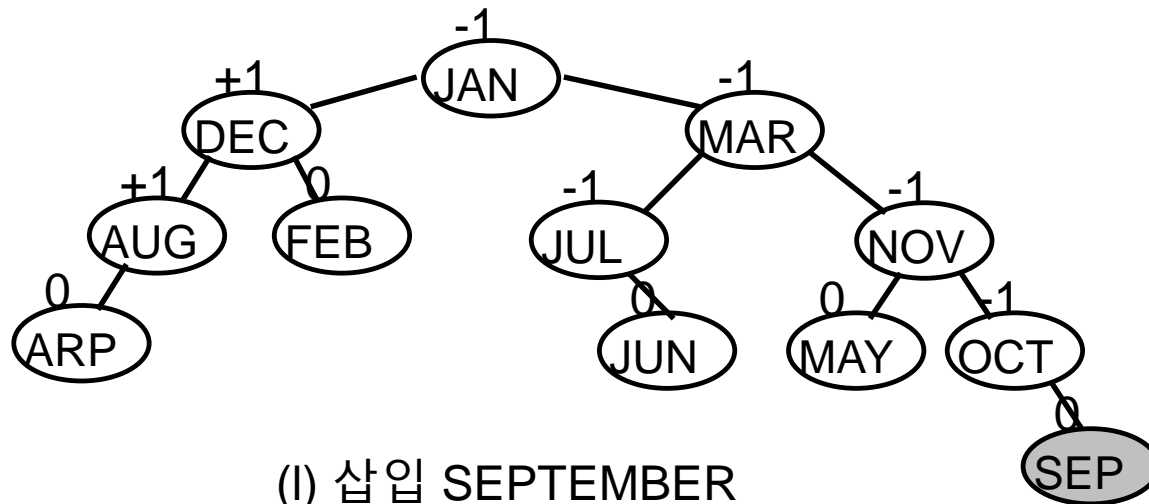 -1
JAN
+1
-1
DEC
MAR
+1
0
-1
-1
AUG
FEB
JUL
NOV
0
0
0
-1
ARP
JUN
MAY
OCT
0
SEP
(l) 삽입 SEPTEMBER